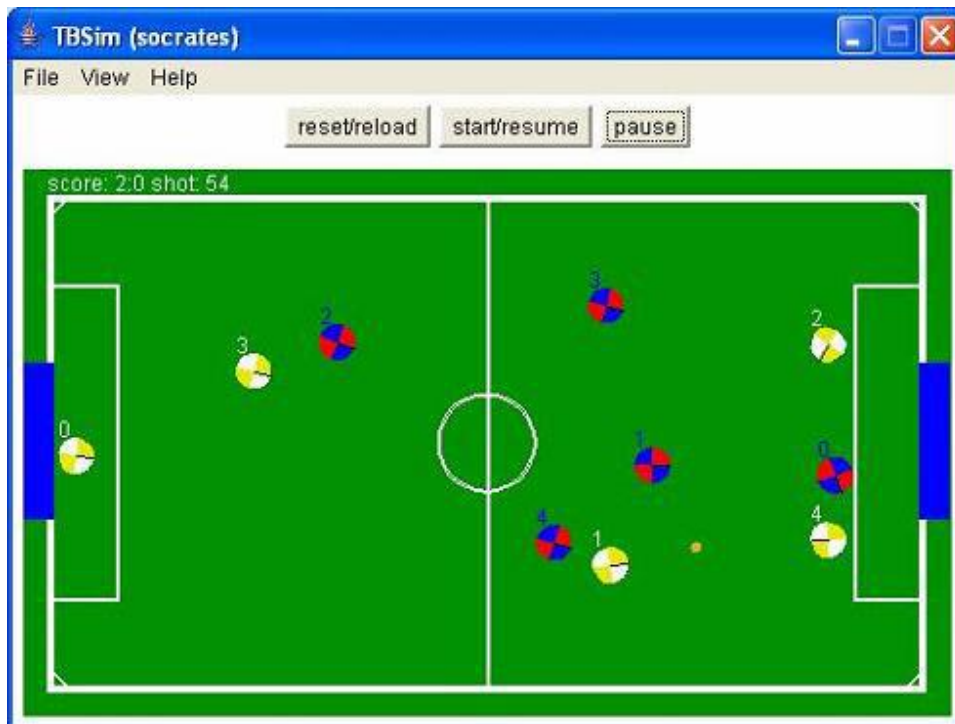 TBSim (socrates)
File View Help
reset/reload start/resume pause
score: 2:0 shot: 54
3
2
2
3
0
1
0
4
4
1